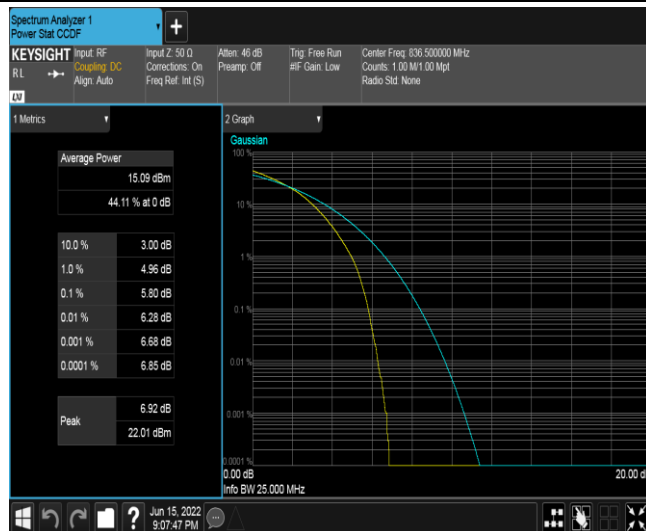 Spectrum Analyzer 1
Power Stat CCDF
+
KEYSIGHT
RL
LXI
Input: RF
Coupling: DC
Align: Auto
Input Z: 50 Ω
Corrections: On
Freq Ref: Int (S)
Atten: 46 dB
Preamp: Off
Trig: Free Run
#IF Gain: Low
Center Freq: 836.500000 MHz
Counts: 1.00 M/1.00 Mpt
Radio Std: None
1 Metrics
Average Power
15.09 dBm
44.11 % at 0 dB
10.0 % 3.00 dB
1.0 % 4.96 dB
0.1 % 5.80 dB
0.01 % 6.28 dB
0.001 % 6.68 dB
0.0001 % 6.85 dB
Peak
6.92 dB
22.01 dBm
2 Graph
Gaussian
100 %
10 %
1 %
0.1 %
0.01 %
0.001 %
0.0001 %
0.00 dB 20.00 d
Info BW 25.000 MHz
?
Jun 15, 2022
9:07:47 PM